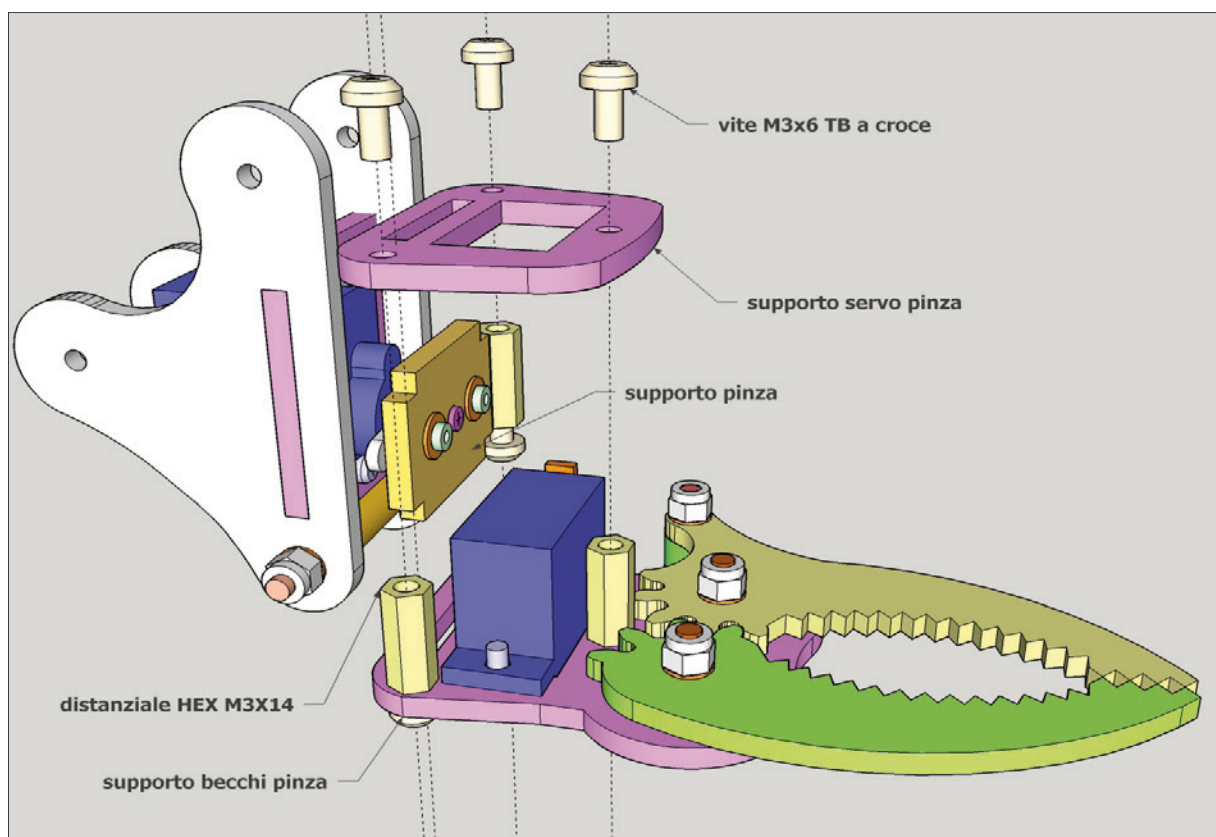 vite M3x6 TB a croce
supporto servo pinza
supporto pinza
distanziale HEX M3X14
supporto becchi pinza